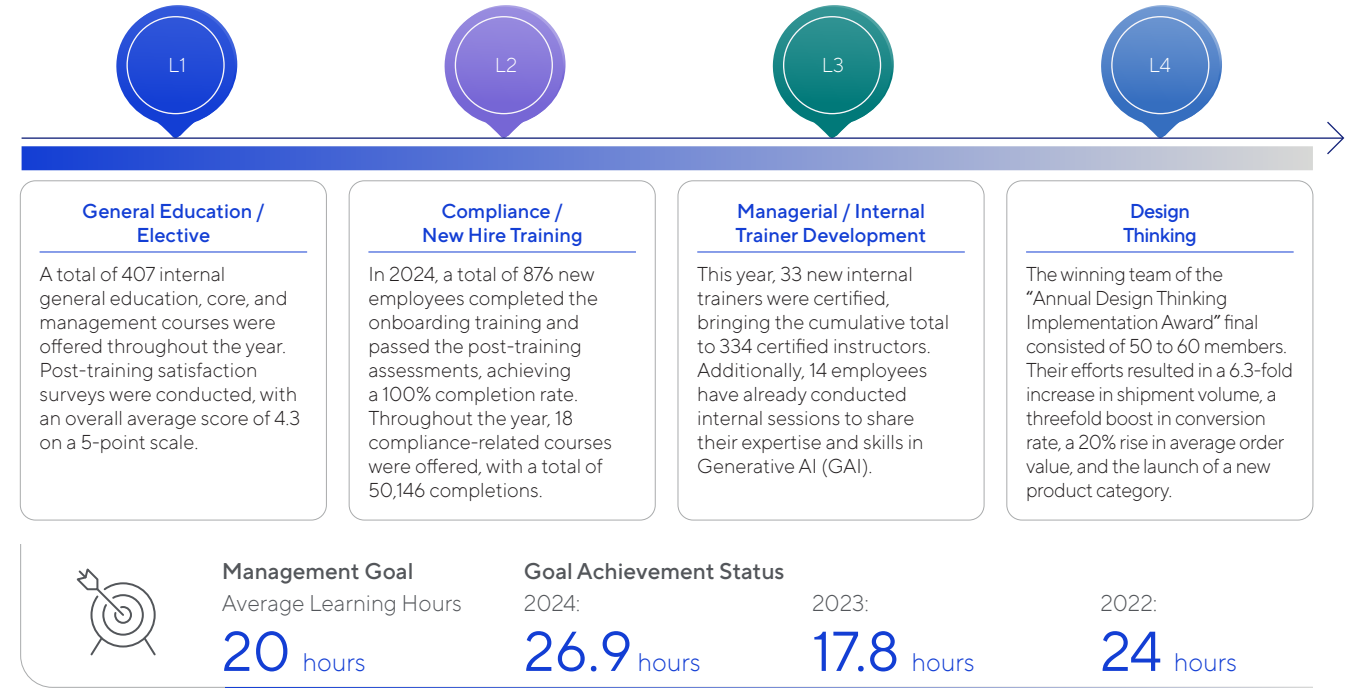 L1
L2
L3
L4
General Education /
Elective
A total of 407 internal
general education, core, and
management courses were
offered throughout the year.
Post-training satisfaction
surveys were conducted, with
an overall average score of 4.3
on a 5-point scale.
Compliance /
New Hire Training
In 2024, a total of 876 new
employees completed the
onboarding training and
passed the post-training
assessments, achieving
a 100% completion rate.
Throughout the year, 18
compliance-related courses
were offered, with a total of
50,146 completions.
Managerial / Internal
Trainer Development
This year, 33 new internal
trainers were certified,
bringing the cumulative total
to 334 certified instructors.
Additionally, 14 employees
have already conducted
internal sessions to share
their expertise and skills in
Generative AI (GAI).
Design
Thinking
The winning team of the
“Annual Design Thinking
Implementation Award” final
consisted of 50 to 60 members.
Their efforts resulted in a 6.3-fold
increase in shipment volume, a
threefold boost in conversion
rate, a 20% rise in average order
value, and the launch of a new
product category.
Management Goal
Average Learning Hours
20 hours
Goal Achievement Status
2024:
26.9 hours
2023:
17.8 hours
2022:
24 hours